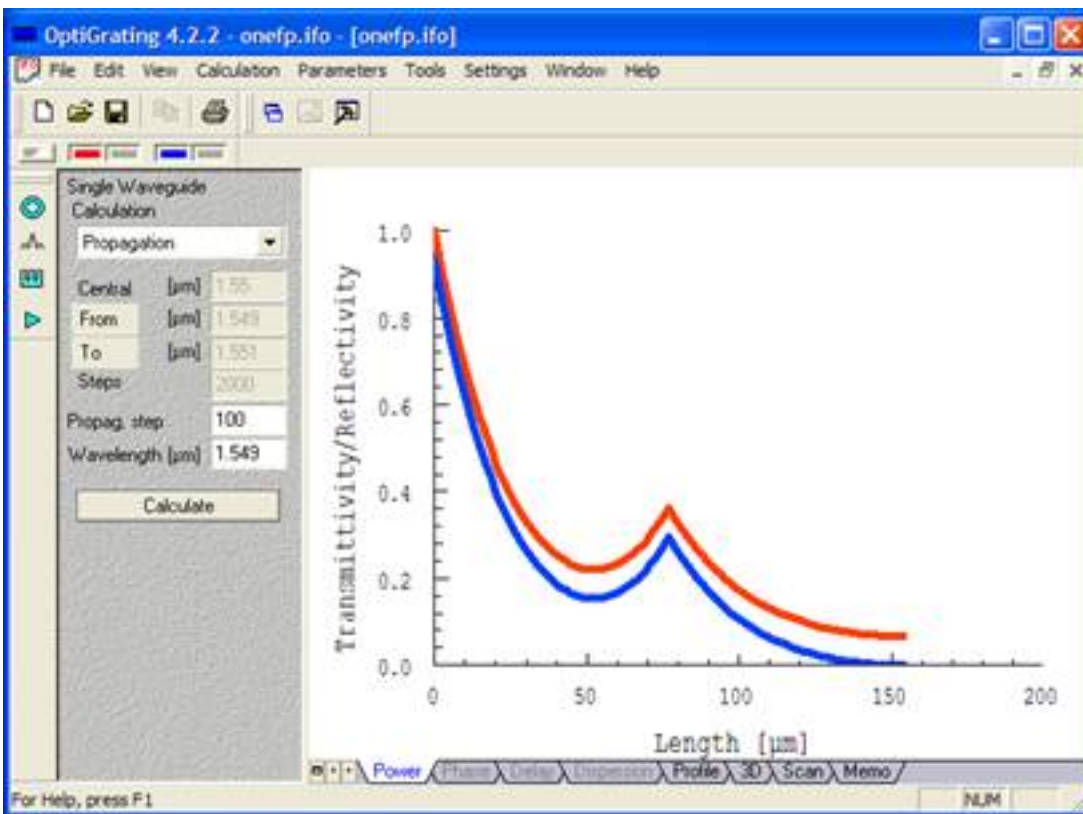 OptiGrating 4.2.2 - onefp.ifo - [onefp.ifo]
File Edit View Calculation Parameters Tools Settings Window Help
Single Waveguide
Calculation
Propagation
Central [µm] 1.55
From [µm] 1.549
To [µm] 1.551
Steps 2000
Propag. step 100
Wavelength [µm] 1.549
Calculate
Transmittivity/Reflectivity
1.0
0.8
0.6
0.4
0.2
0.0
0 50 100 150 200
Length [µm]
Power Phase Delay Dispersion Profile 3D Scan Memo
For Help, press F1 NUM